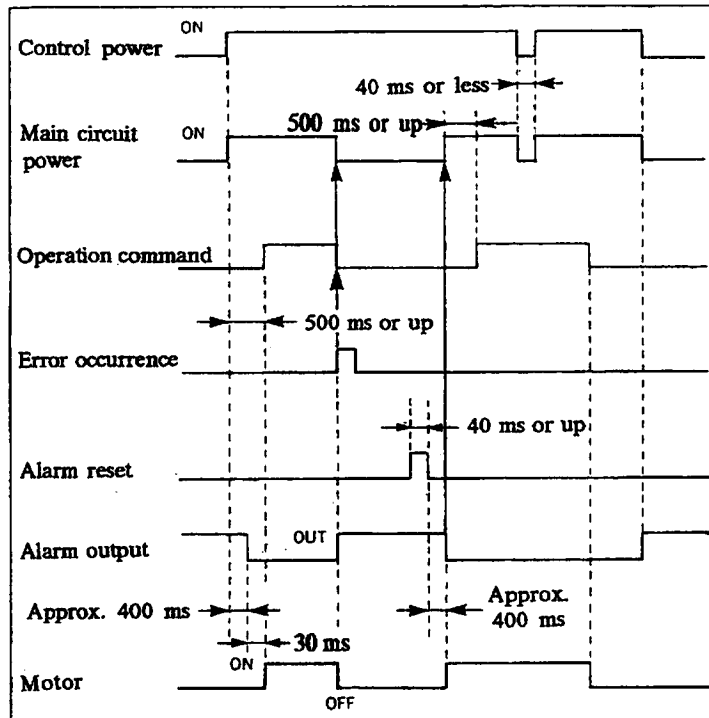 ON
Control power
40 ms or less
500 ms or up
ON
Main circuit
power
Operation command
500 ms or up
Error occurrence
40 ms or up
Alarm reset
OUT
Alarm output
Approx. 400 ms
Approx.
400 ms
30 ms
ON
Motor
OFF